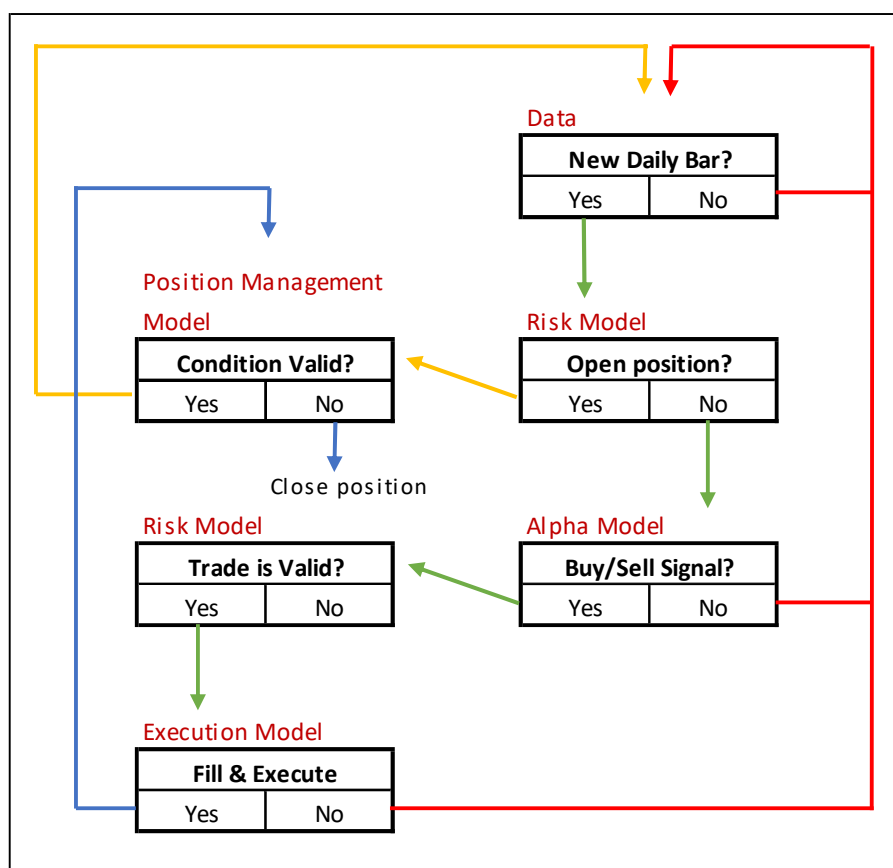 Data
New Daily Bar?
Yes No
Position Management
Model
Condition Valid?
Yes No
Close position
Risk Model
Open position?
Yes No
Risk Model
Trade is Valid?
Yes No
Alpha Model
Buy/Sell Signal?
Yes No
Execution Model
Fill & Execute
Yes No